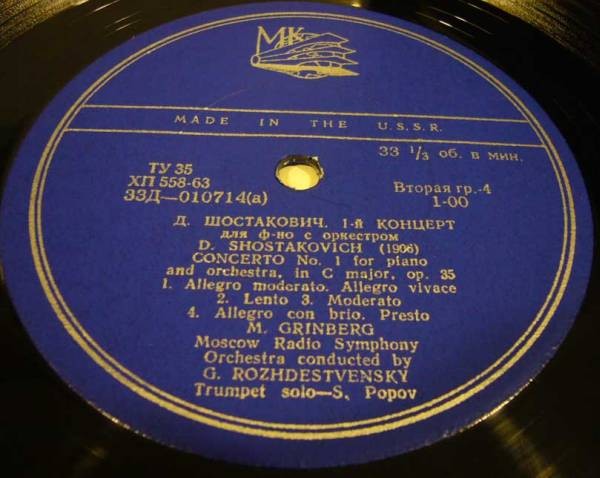 МК
MADE IN THE U.S.S.R.
33 1/3 об. в мин.
ТУ 35
ХП 558-63
33Д—010714(а)
Вторая гр.-4
1-00
Д. ШОСТАКОВИЧ. 1-й КОНЦЕРТ
для ф-но с оркестром
D. SHOSTAKOVICH (1906)
CONCERTO No. 1 for piano
and orchestra, in C major, op. 35
1. Allegro moderato. Allegro vivace
2. Lento 3. Moderato
4. Allegro con brio. Presto
M. GRINBERG
Moscow Radio Symphony
Orchestra conducted by
G. ROZHDESTVENSKY
Trumpet solo—S. Popov